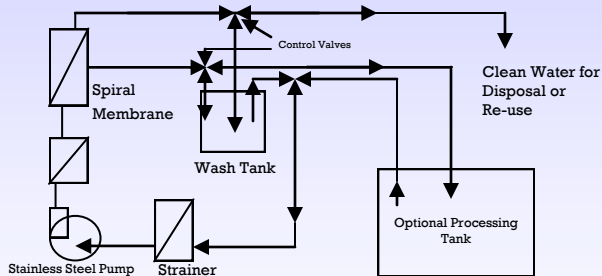 Control Valves
Clean Water for
Disposal or
Re-use
Spiral
Membrane
Wash Tank
Optional Processing
Tank
Stainless Steel Pump
Strainer